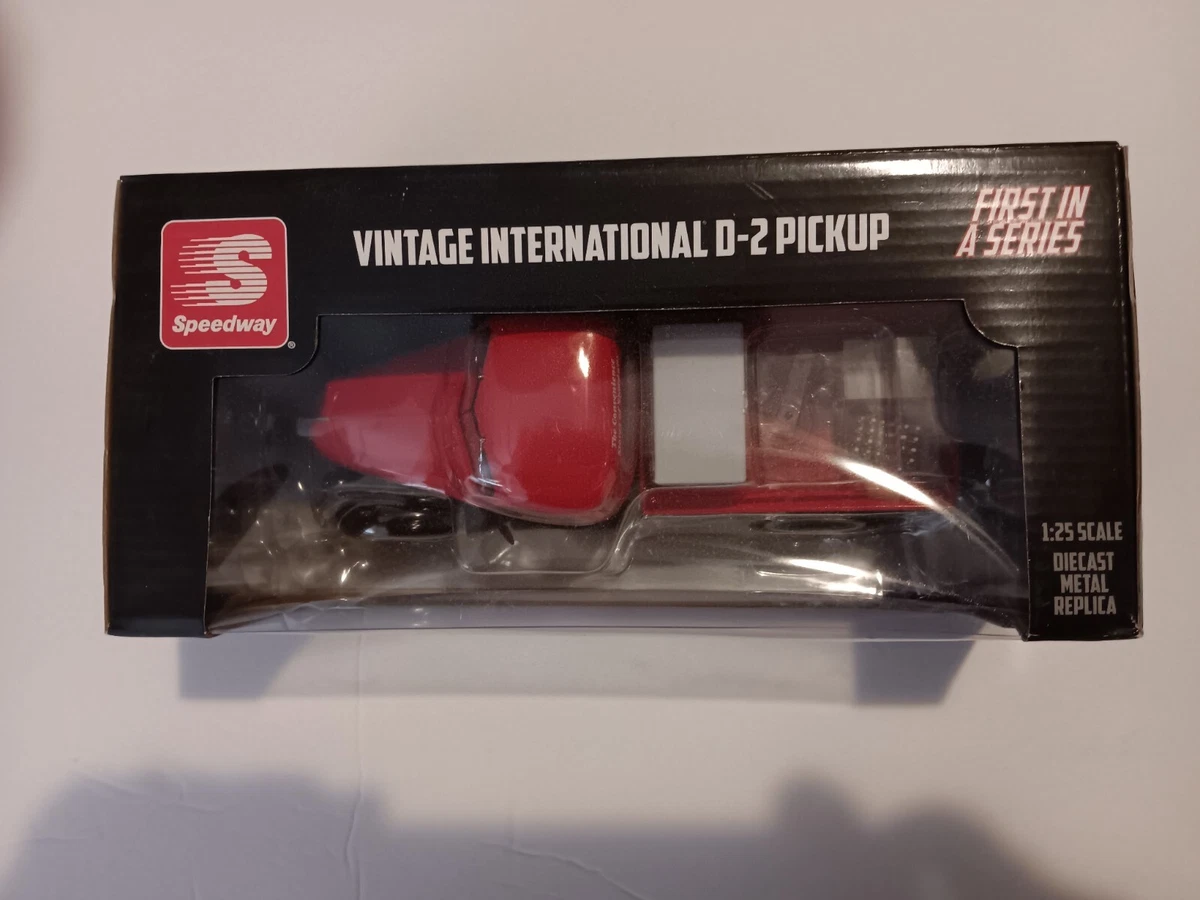 VINTAGE INTERNATIONAL D-2 PICKUP
FIRST IN
A SERIES
S
Speedway
®
1:25 SCALE
DIECAST
METAL
REPLICA